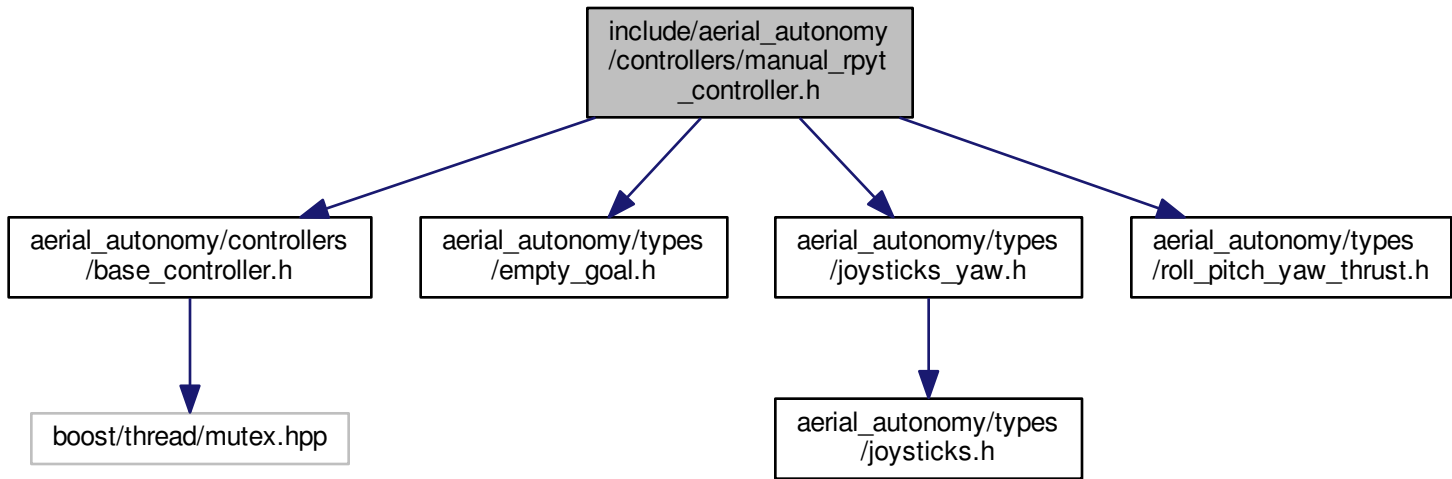 include/aerial_autonomy
/controllers/manual_rpyt
_controller.h
aerial_autonomy/controllers
/base_controller.h
aerial_autonomy/types
/empty_goal.h
aerial_autonomy/types
/joysticks_yaw.h
aerial_autonomy/types
/roll_pitch_yaw_thrust.h
boost/thread/mutex.hpp
aerial_autonomy/types
/joysticks.h